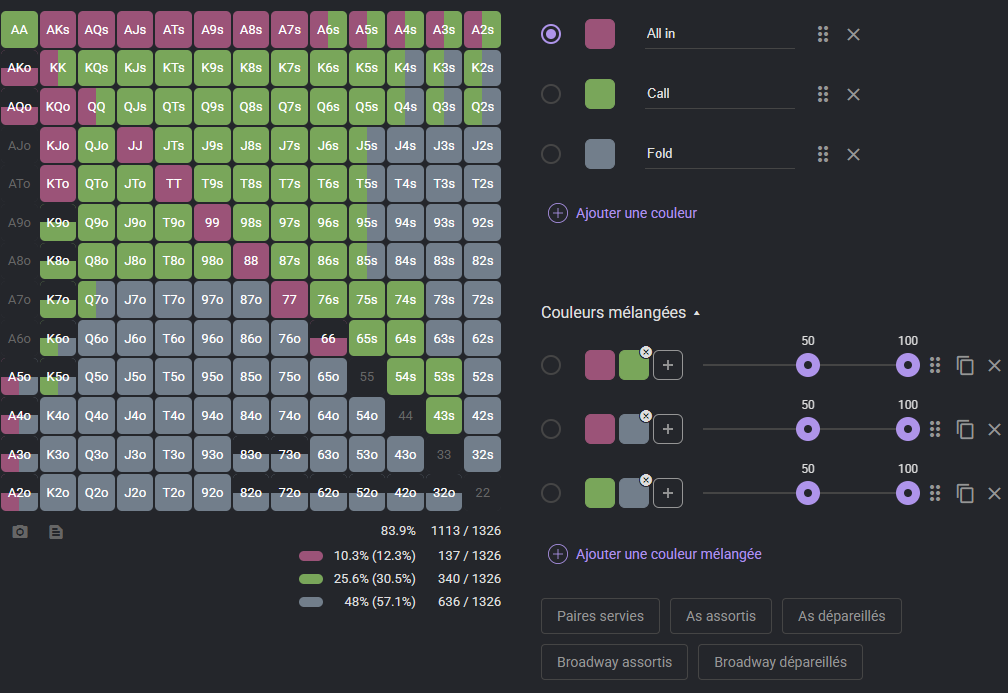 AA AKs AQs AJs ATs A9s A8s A7s A6s A5s A4s A3s A2s
AKo KK KQs KJs KTs K9s K8s K7s K6s K5s K4s K3s K2s
AQo KQo QQ QJs QTs Q9s Q8s Q7s Q6s Q5s Q4s Q3s Q2s
AJo KJo QJo JJ JTs J9s J8s J7s J6s J5s J4s J3s J2s
ATo KTo QTo JTo TT T9s T8s T7s T6s T5s T4s T3s T2s
A9o K9o Q9o J9o T9o 99 98s 97s 96s 95s 94s 93s 92s
A8o K8o Q8o J8o T8o 98o 88 87s 86s 85s 84s 83s 82s
A7o K7o Q7o J7o T7o 97o 87o 77 76s 75s 74s 73s 72s
A6o K6o Q6o J6o T6o 96o 86o 76o 66 65s 64s 63s 62s
A5o K5o Q5o J5o T5o 95o 85o 75o 65o 55 54s 53s 52s
A4o K4o Q4o J4o T4o 94o 84o 74o 64o 54o 44 43s 42s
A3o K3o Q3o J3o T3o 93o 83o 73o 63o 53o 43o 33 32s
A2o K2o Q2o J2o T2o 92o 82o 72o 62o 52o 42o 32o 22
83.9% 1113 / 1326
10.3% (12.3%) 137 / 1326
25.6% (30.5%) 340 / 1326
48% (57.1%) 636 / 1326
All in
Call
Fold
Ajouter une couleur
Couleurs mélangées
50 100
50 100
50 100
Ajouter une couleur mélangée
Paires servies As assortis As dépareillés
Broadway assortis Broadway dépareillés